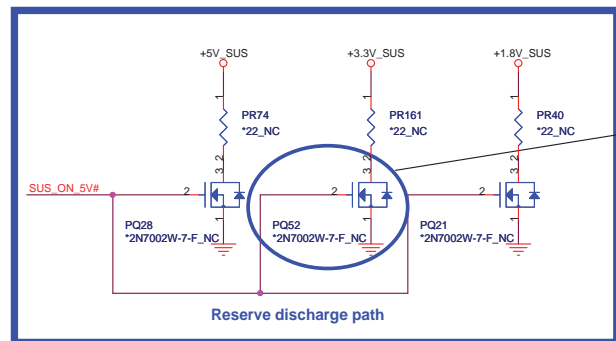 +5V_SUS
+3.3V_SUS
+1.8V_SUS
1
1
1
PR74
*22_NC
PR161
*22_NC
PR40
*22_NC
2
2
2
3
3
3
SUS_ON_5V#
2
2
2
PQ28
*2N7002W-7-F_NC
PQ52
*2N7002W-7-F_NC
PQ21
*2N7002W-7-F_NC
1
1
1
Reserve discharge path